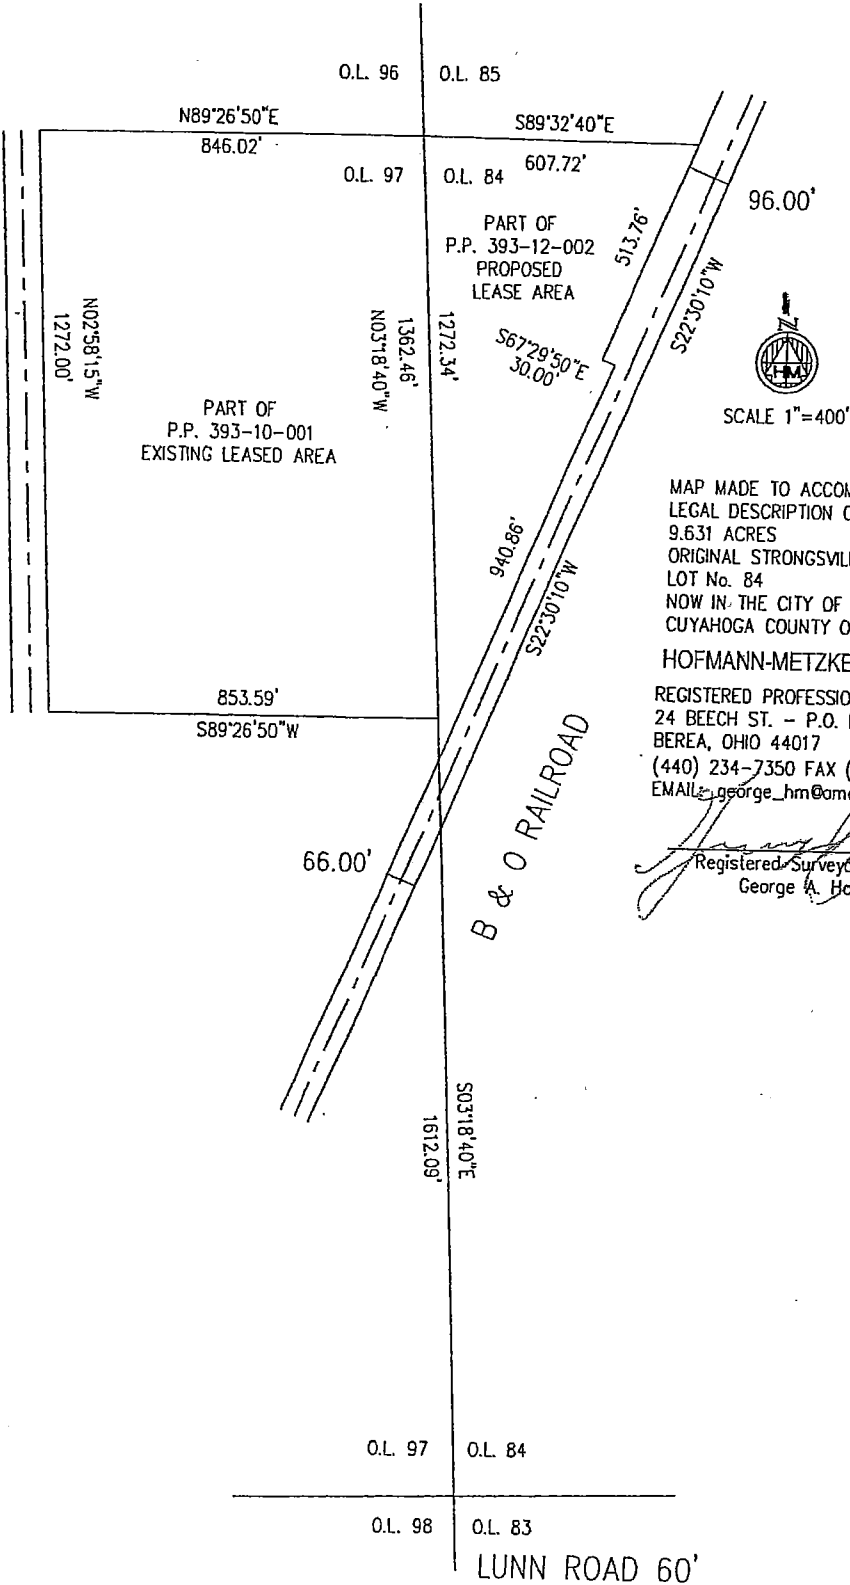 O.L. 96
O.L. 85
N89°26'50"E
846.02'
S89°32'40"E
607.72'
O.L. 97
O.L. 84
96.00'
PART OF
P.P. 393-12-002
PROPOSED
LEASE AREA
513.76'
S22°30'10"W
S67°29'50"E
30.00'
N02°58'15"W
1272.00'
N03°18'40"W
1362.46'
1272.34'
N
HM
SCALE 1"=400'
PART OF
P.P. 393-10-001
EXISTING LEASED AREA
940.86'
S22°30'10"W
MAP MADE TO
LEGAL DESCRIPTION
9.631 ACRES
ORIGINAL
LOT No. 84
NOW IN THE CITY OF
CUYAHOGA COUNTY
HOFMANN-METZKE
REGISTERED
24 BEECH ST. - P.O.
BEREA, OHIO 44017
(440) 234-7350 FAX (
EMAIL: george_hm@am
Registered
George A.
853.59'
S89°26'50"W
B & O RAILROAD
66.00'
S03°18'40"E
1612.09'
O.L. 97
O.L. 84
O.L. 98
O.L. 83
LUNN ROAD 60'